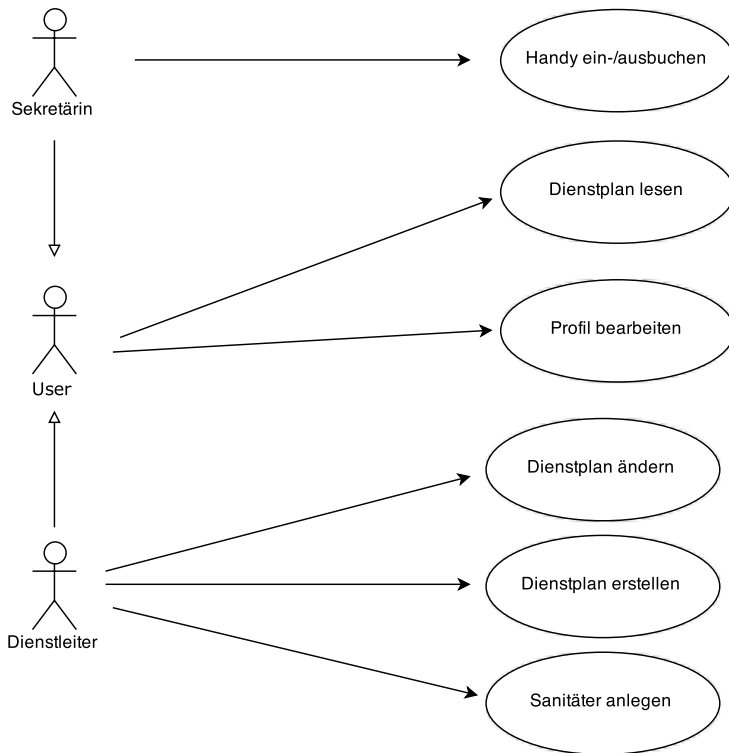 Handy ein-/ausbuchen
Sekretärin
Dienstplan lesen
Profil bearbeiten
User
Dienstplan ändern
Dienstplan erstellen
Dienstleiter
Sanitäter anlegen